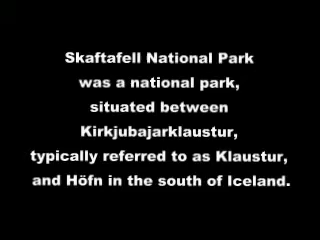 Skaftafell National Park
was a national park,
situated between
Kirkjubajarklaustur,
typically referred to as Klaustur,
and Höfn in the south of Iceland.